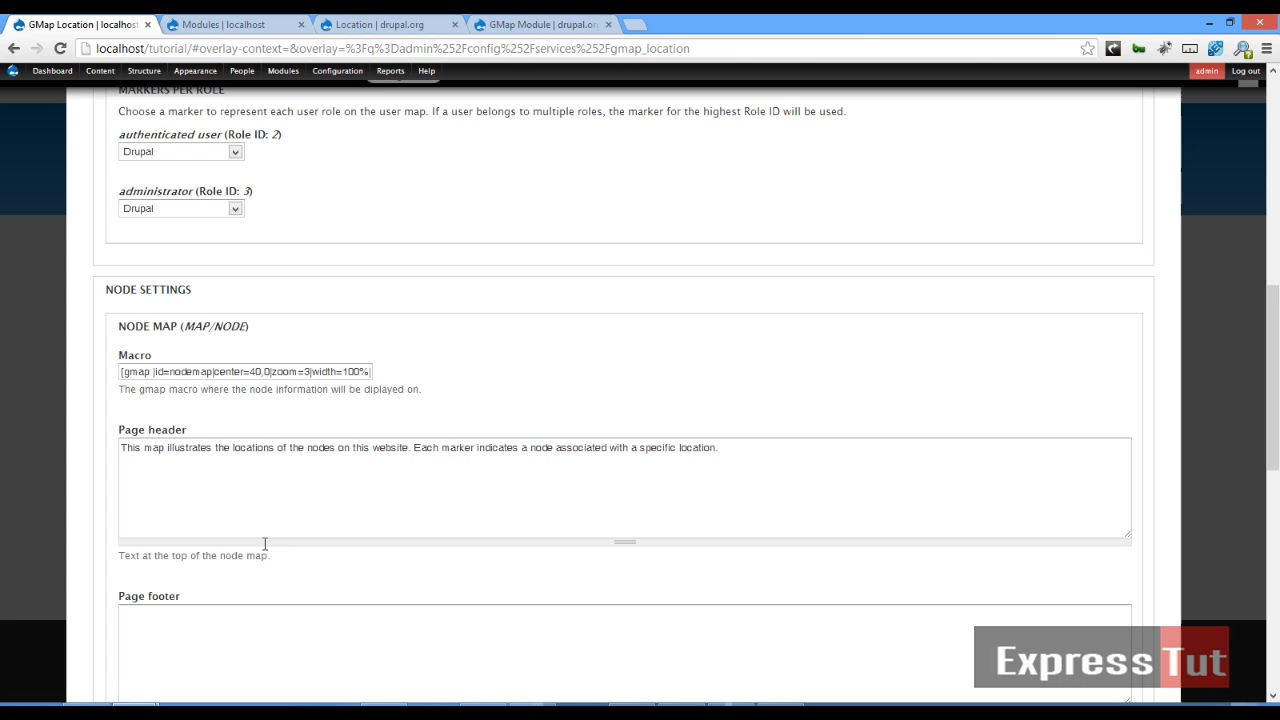 GMap Location | localhost
Modules | localhost
Location | drupal.org
GMap Module | drupal.org
localhost/tutorial/#overlay-context=&overlay=%3Fq%3Dadmin%252Fconfig%252Fservices%252Fgmap_location
Dashboard Content Structure Appearance People Modules Configuration Reports Help admin Log out
MARKERS PER ROLE
Choose a marker to represent each user role on the user map. If a user belongs to multiple roles, the marker for the highest Role ID will be used.
authenticated user (Role ID: 2)
Drupal
administrator (Role ID: 3)
Drupal
NODE SETTINGS
NODE MAP (MAP/NODE)
Macro
[gmap |id=nodemap|center=40,0|zoom=3|width=100%|
The gmap macro where the node information will be diplayed on.
Page header
This map illustrates the locations of the nodes on this website. Each marker indicates a node associated with a specific location.
Text at the top of the node map.
Page footer
Express Tut